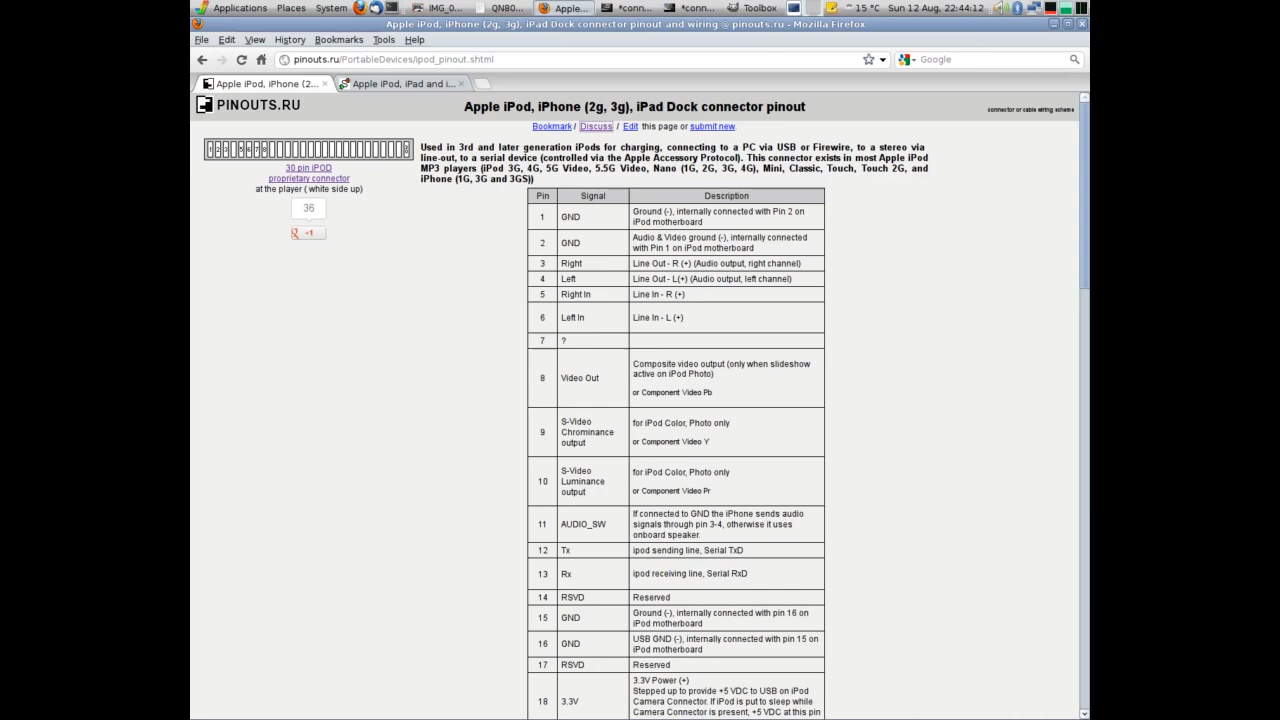 Applications Places System IMG_0 QN80... Apple... *conn... *conn... Toolbox 15 °C Sun 12 Aug, 22:44:12
Apple iPod, iPhone (2g, 3g), iPad Dock connector pinout and wiring @ pinouts.ru - Mozilla Firefox
File Edit View History Bookmarks Tools Help
pinouts.ru/PortableDevices/ipod_pinout.shtml
Google
Apple iPod, iPhone (2... Apple iPod, iPad and i...
PINOUTS.RU
Apple iPod, iPhone (2g, 3g), iPad Dock connector pinout
connector or cable wiring scheme
Bookmark / Discuss / Edit this page or submit new.
30 pin iPOD
proprietary connector
at the player ( white side up)
36
+1
Used in 3rd and later generation iPods for charging, connecting to a PC via USB or Firewire, to a stereo via
line-out, to a serial device (controlled via the Apple Accessory Protocol). This connector exists in most Apple iPod
MP3 players (iPod 3G, 4G, 5G Video, 5.5G Video, Nano (1G, 2G, 3G, 4G), Mini, Classic, Touch, Touch 2G, and
iPhone (1G, 3G and 3GS))
Pin Signal Description
1 GND Ground (-), internally connected with Pin 2 on
iPod motherboard
2 GND Audio & Video ground (-), internally connected
with Pin 1 on iPod motherboard
3 Right Line Out - R (+) (Audio output, right channel)
4 Left Line Out - L(+) (Audio output, left channel)
5 Right In Line In - R (+)
6 Left In Line In - L (+)
7 ?
8 Video Out Composite video output (only when slideshow
active on iPod Photo)
or Component Video Pb
9 S-Video
Chrominance
output
for iPod Color, Photo only
or Component Video Y
10 S-Video
Luminance
output
for iPod Color, Photo only
or Component Video Pr
11 AUDIO_SW If connected to GND the iPhone sends audio
signals through pin 3-4, otherwise it uses
onboard speaker.
12 Tx ipod sending line, Serial TxD
13 Rx ipod receiving line, Serial RxD
14 RSVD Reserved
15 GND Ground (-), internally connected with pin 16 on
iPod motherboard
16 GND USB GND (-), internally connected with pin 15 on
iPod motherboard
17 RSVD Reserved
18 3.3V 3.3V Power (+)
Stepped up to provide +5 VDC to USB on iPod
Camera Connector. If iPod is put to sleep while
Camera Connector is present, +5 VDC at this pin